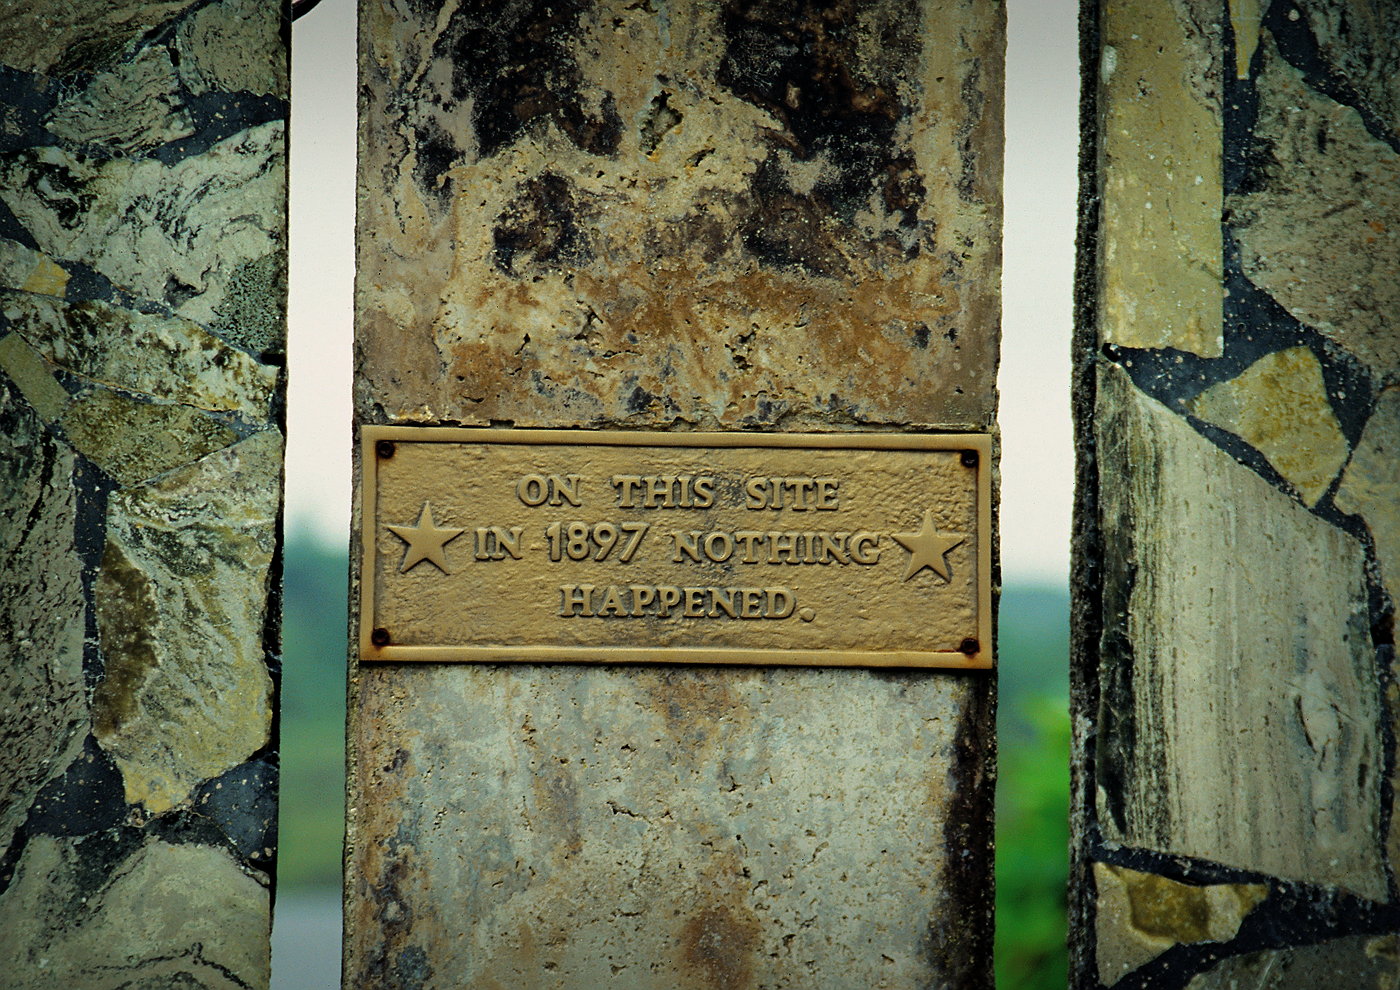 ON THIS SITE
IN 1897 NOTHING
HAPPENED.